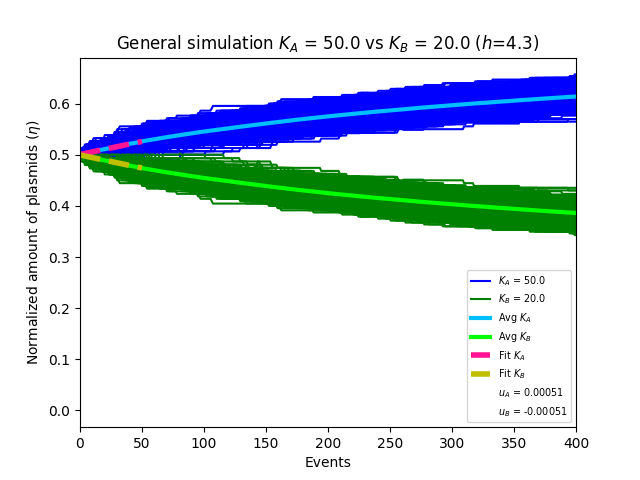 General simulation K_A = 50.0 vs K_B = 20.0 (h=4.3)
Normalized amount of plasmids (η)
0.6
0.5
0.4
0.3
0.2
0.1
0.0
K_A = 50.0
K_B = 20.0
Avg K_A
Avg K_B
Fit K_A
Fit K_B
u_A = 0.00051
u_B = -0.00051
0 50 100 150 200 250 300 350 400
Events